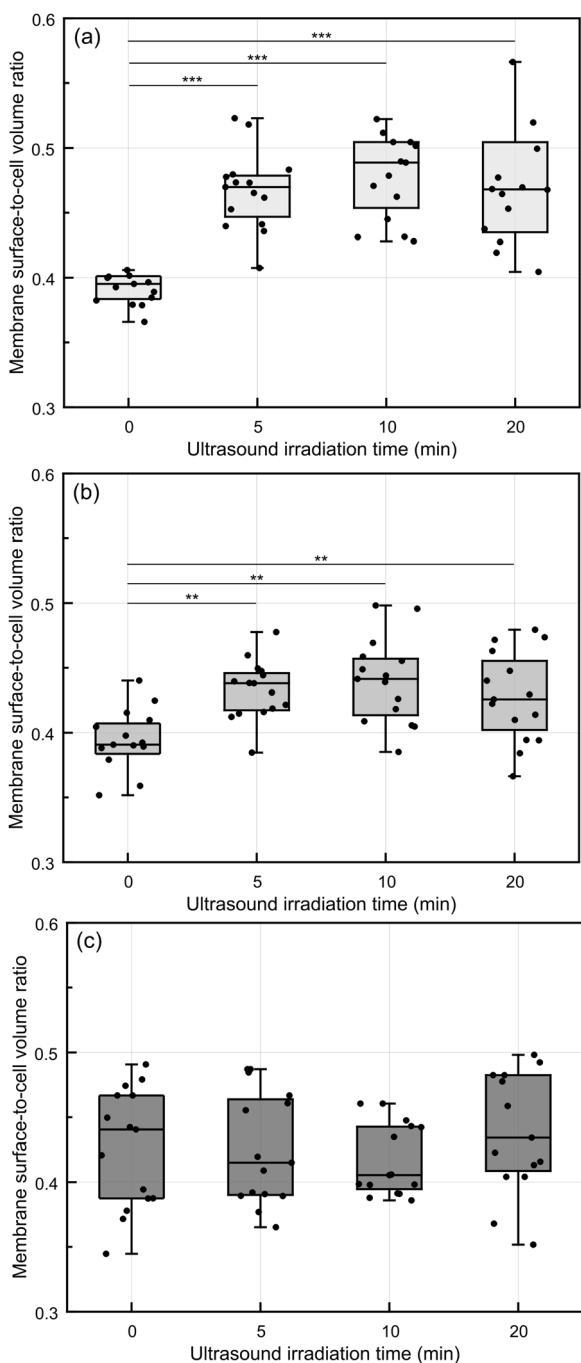 (a)
Membrane surface-to-cell volume ratio
0.6
0.5
0.4
0.3
***
***
***
0 5 10 20
Ultrasound irradiation time (min)
(b)
Membrane surface-to-cell volume ratio
0.6
0.5
0.4
0.3
**
**
**
0 5 10 20
Ultrasound irradiation time (min)
(c)
Membrane surface-to-cell volume ratio
0.6
0.5
0.4
0.3
0 5 10 20
Ultrasound irradiation time (min)